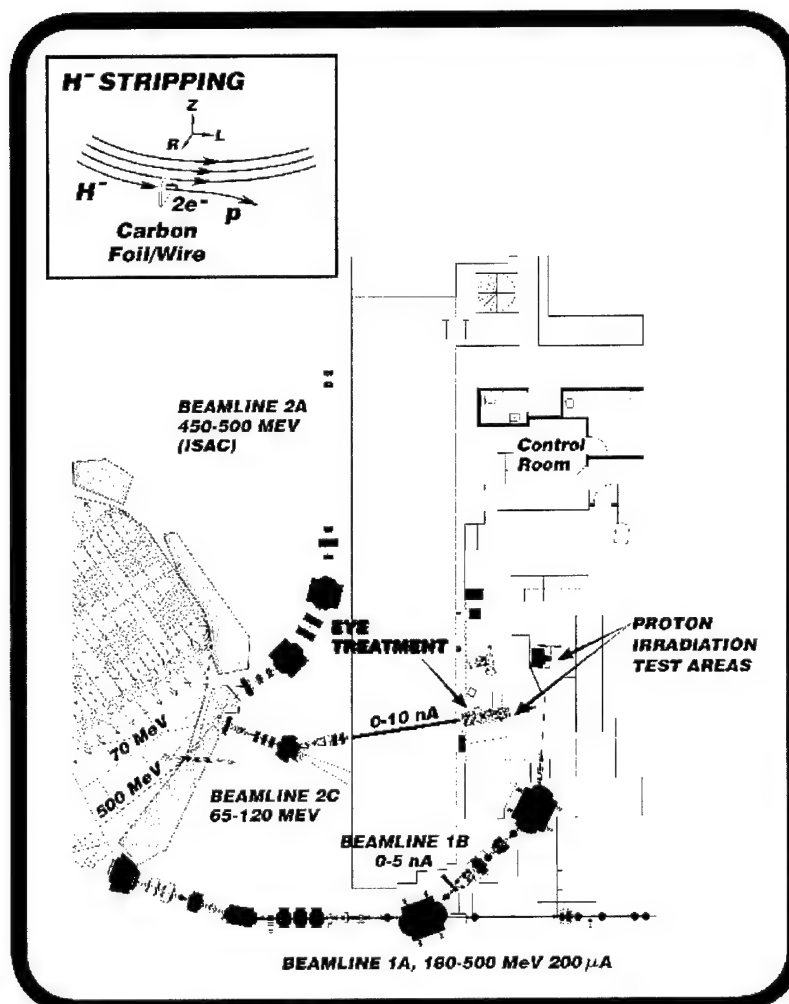 H⁻ STRIPPING
Z
R
L
H⁻
2e⁻
p
Carbon
Foil/Wire
BEAMLINE 2A
450-500 MEV
(ISAC)
Control
Room
EYE
TREATMENT
PROTON
IRRADIATION
TEST AREAS
0-10 nA
70 MeV
500 MeV
BEAMLINE 2C
65-120 MEV
BEAMLINE 1B
0-5 nA
BEAMLINE 1A, 180-500 MeV 200 μA